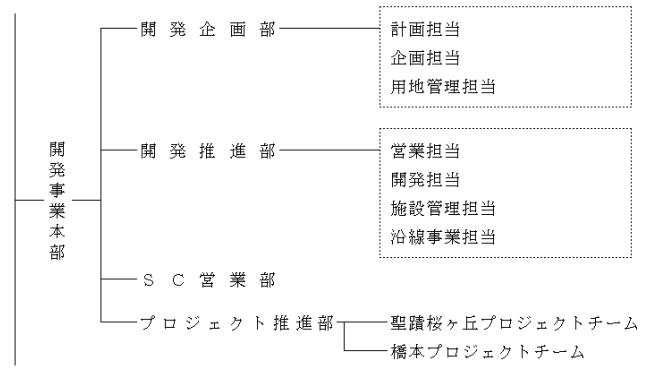 開発事業本部
開発企画部
計画担当
企画担当
用地管理担当
開発推進部
営業担当
開発担当
施設管理担当
沿線事業担当
ＳＣ営業部
プロジェクト推進部
聖蹟桜ヶ丘プロジェクトチーム
橋本プロジェクトチーム